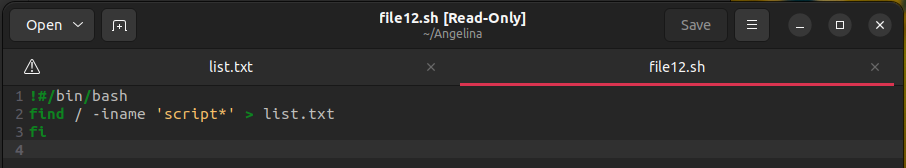 Open
file12.sh [Read-Only]
~/Angelina
Save
list.txt
file12.sh
1 !#/bin/bash
2 find / -iname 'script*' > list.txt
3 fi
4